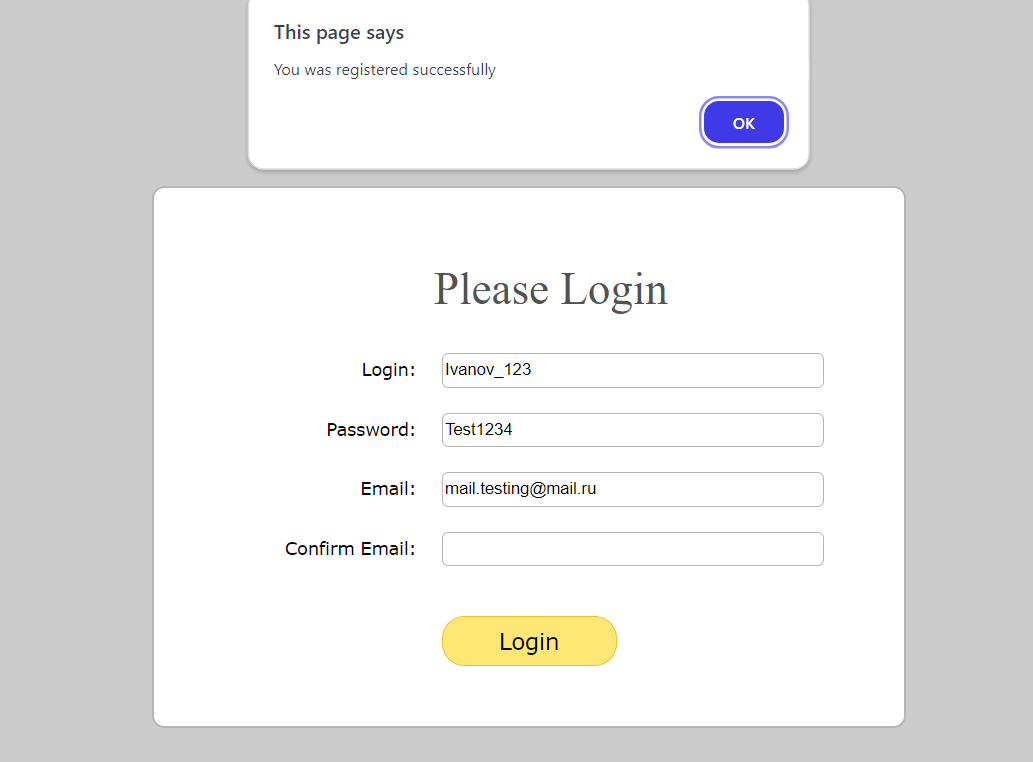 This page says
You was registered successfully
OK
Please Login
Login: Ivanov_123
Password: Test1234
Email: mail.testing@mail.ru
Confirm Email:
Login